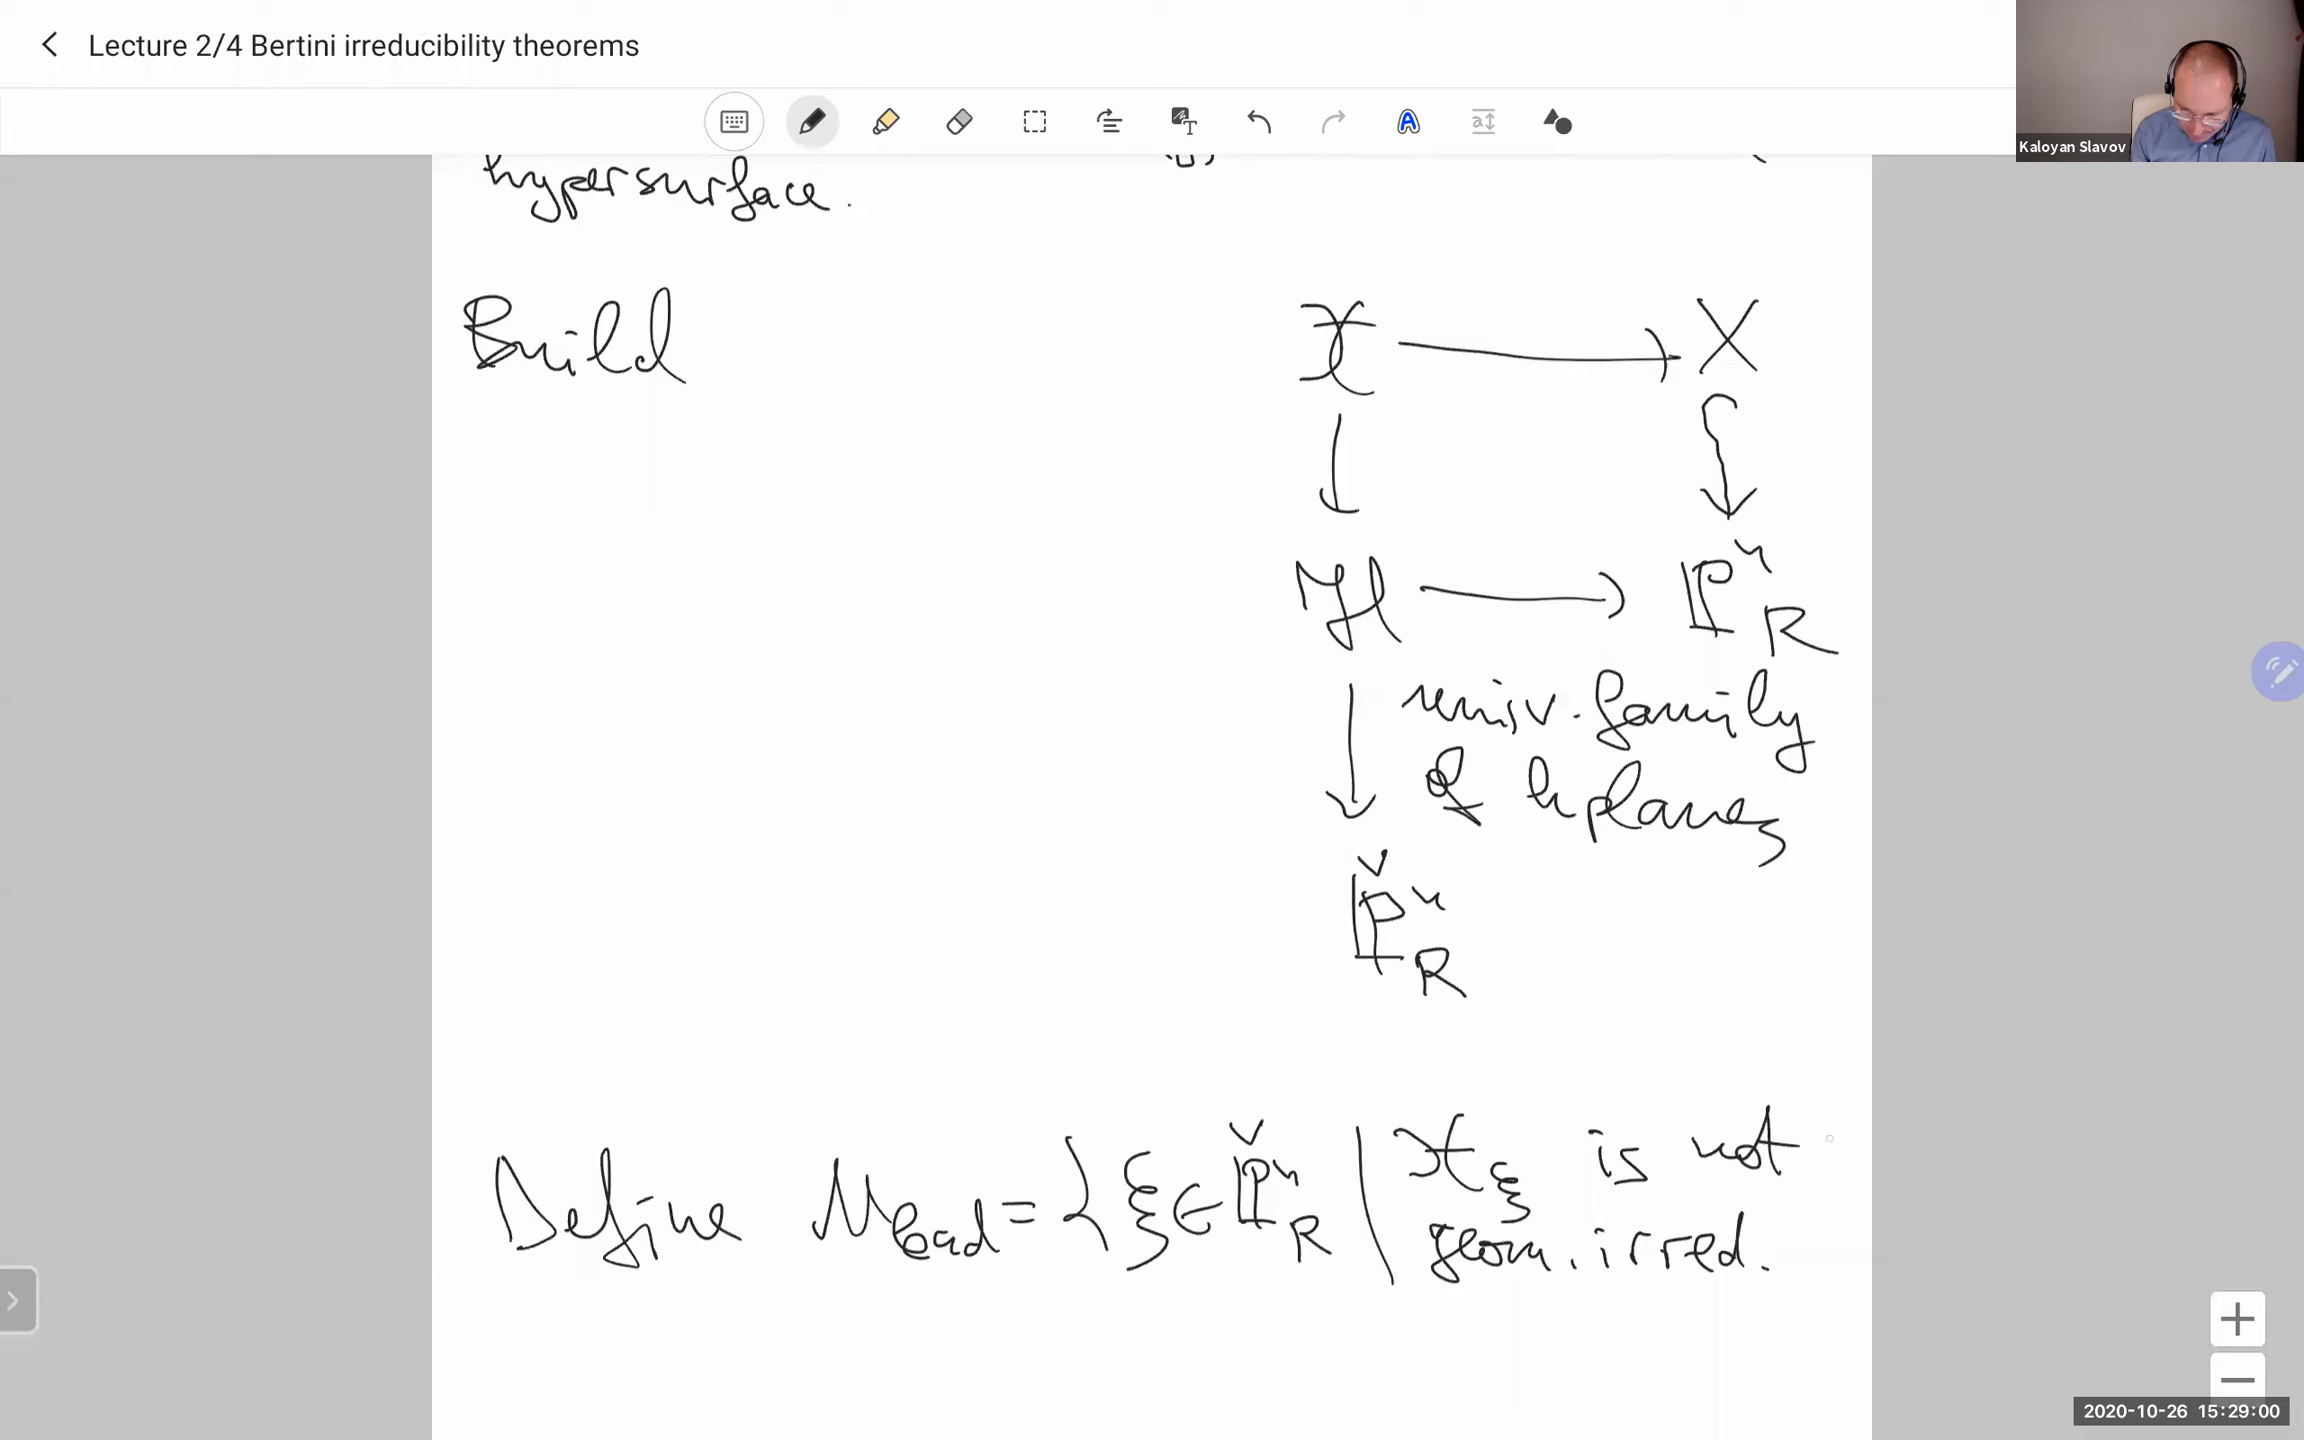 Lecture 2/4 Bertini irreducibility theorems
Kaloyan Slavov
hypersurface.
Build 𝒳 → X
ℋ → ℙⁿ_R
univ. family
of hplanes
ℙ̌ⁿ_R
Define M_bad = { ξ ∈ ℙ̌ⁿ_R | 𝒳_ξ is not
geom. irred.
2020-10-26 15:29:00